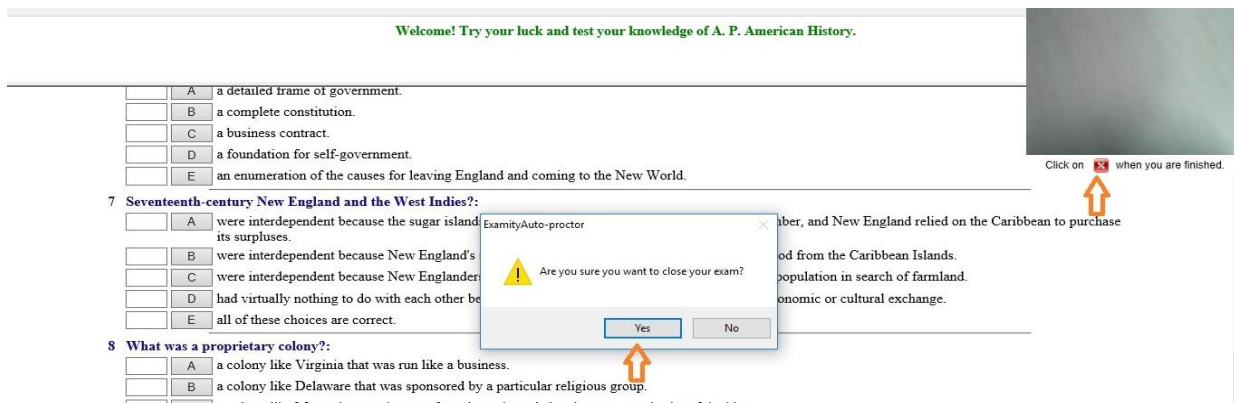 Welcome! Try your luck and test your knowledge of A. P. American History.
A a detailed frame of government.
B a complete constitution.
C a business contract.
D a foundation for self-government.
E an enumeration of the causes for leaving England and coming to the New World.
Click on when you are finished.
7 Seventeenth-century New England and the West Indies?:
A were interdependent because the sugar island ber, and New England relied on the Caribbean to purchase
its surpluses.
B were interdependent because New England's od from the Caribbean Islands.
C were interdependent because New Englander population in search of farmland.
D had virtually nothing to do with each other be onomic or cultural exchange.
E all of these choices are correct.
ExamityAuto-proctor
Are you sure you want to close your exam?
Yes No
8 What was a proprietary colony?:
A a colony like Virginia that was run like a business.
B a colony like Delaware that was sponsored by a particular religious group.